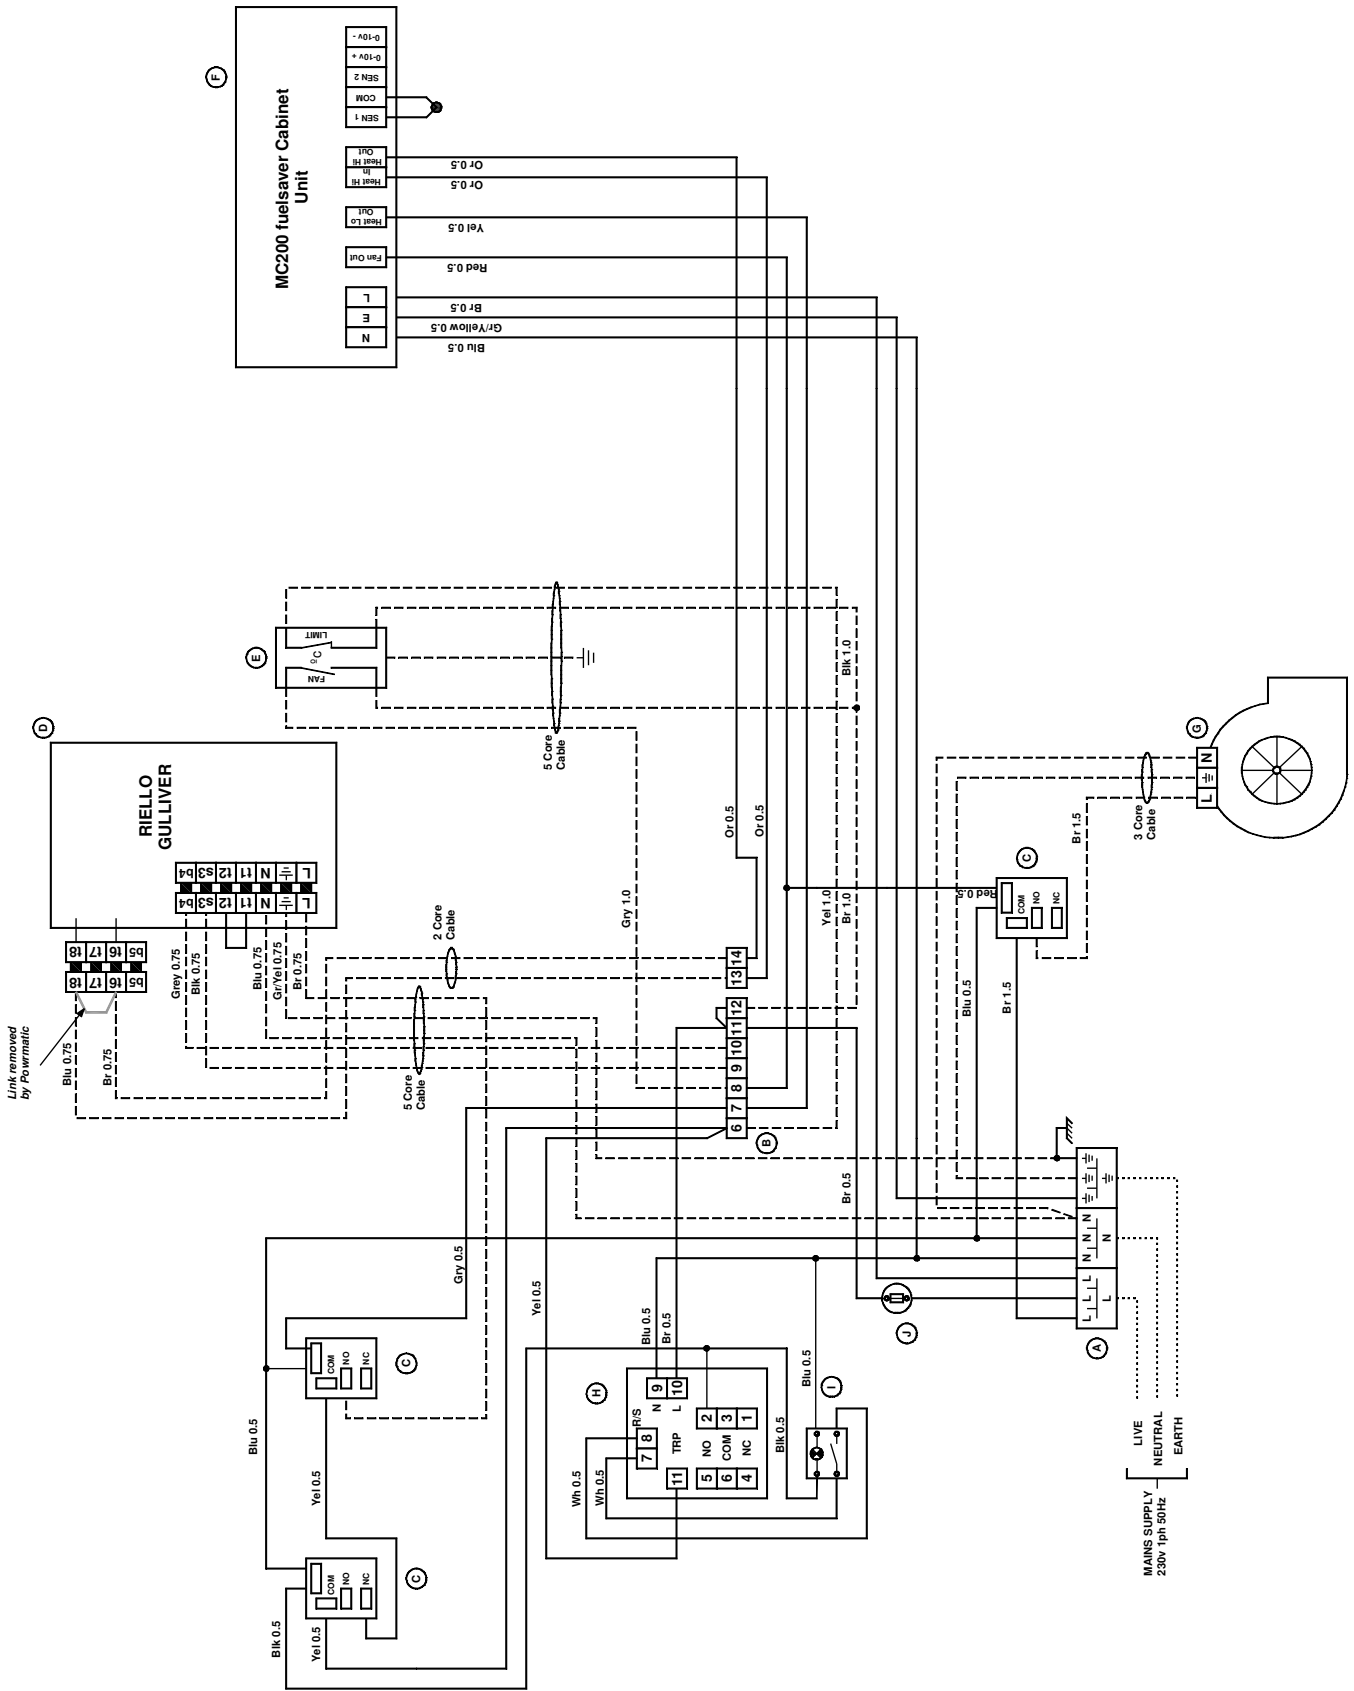 F
MC200 fuelsaver Cabinet
Unit
0-10v -
0-10v +
SEN 2
COM
SEN 1
Heat Hi
Out
Heat Hi
In
Heat Lo
Out
Fan Out
L
E
N
Or 0.5
Or 0.5
Yel 0.5
Red 0.5
Br 0.5
Gr/Yellow 0.5
Blu 0.5
E
LIMIT
ºC
FAN
5 Core
Cable
Blk 1.0
D
RIELLO
GULLIVER
b4
s3
t2
t1
N
L
b4
s3
t2
t1
N
L
t8
t7
t6
b5
t8
t7
t6
b5
Link removed
by Powrmatic
Blu 0.75
Br 0.75
Grey 0.75
Blk 0.75
Blu 0.75
Gr/Yel 0.75
Br 0.75
2 Core
Cable
5 Core
Cable
Gry 1.0
Or 0.5
Or 0.5
Yel 1.0
Br 1.0
14
13
12
11
10
9
8
7
6
B
G
N
L
3 Core
Cable
Br 1.5
C
Red 0.5
COM
NO
NC
Blu 0.5
Br 1.5
Br 0.5
Gry 0.5
Yel 0.5
Blu 0.5
Br 0.5
J
N
N
N
N
L
L
L
L
A
COM
NO
NC
C
Blu 0.5
Yel 0.5
COM
NO
NC
C
Blk 0.5
Yel 0.5
H
R/S
8
7
9
10
N
L
TRP
11
2
3
1
NO
COM
NC
5
6
4
Wh 0.5
Wh 0.5
Blk 0.5
Blu 0.5
I
LIVE
NEUTRAL
EARTH
MAINS SUPPLY
230v 1ph 50Hz